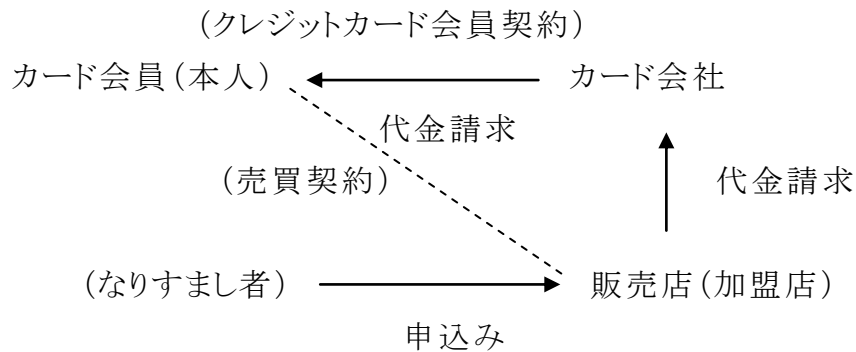 (クレジットカード会員契約)
カード会員(本人) カード会社
代金請求
(売買契約) 代金請求
(なりすまし者) 販売店(加盟店)
申込み